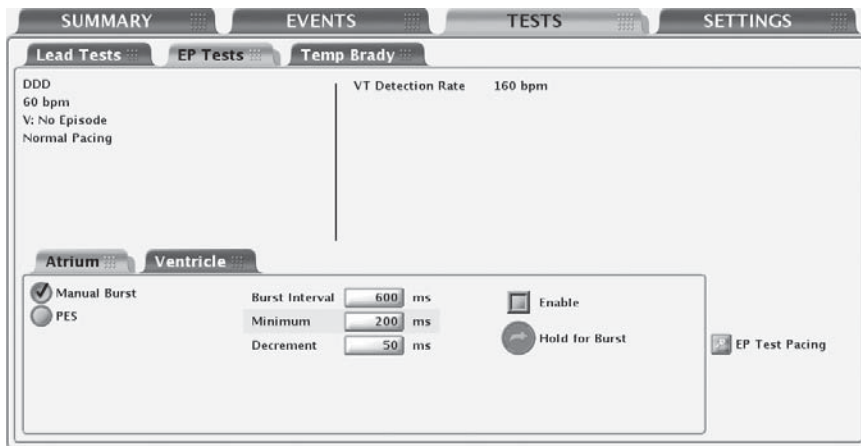 SUMMARY EVENTS TESTS SETTINGS
Lead Tests EP Tests Temp Brady
DDD
60 bpm
V: No Episode
Normal Pacing
VT Detection Rate 160 bpm
Atrium Ventricle
Manual Burst
PES
Burst Interval 600 ms
Minimum 200 ms
Decrement 50 ms
Enable
Hold for Burst
EP Test Pacing